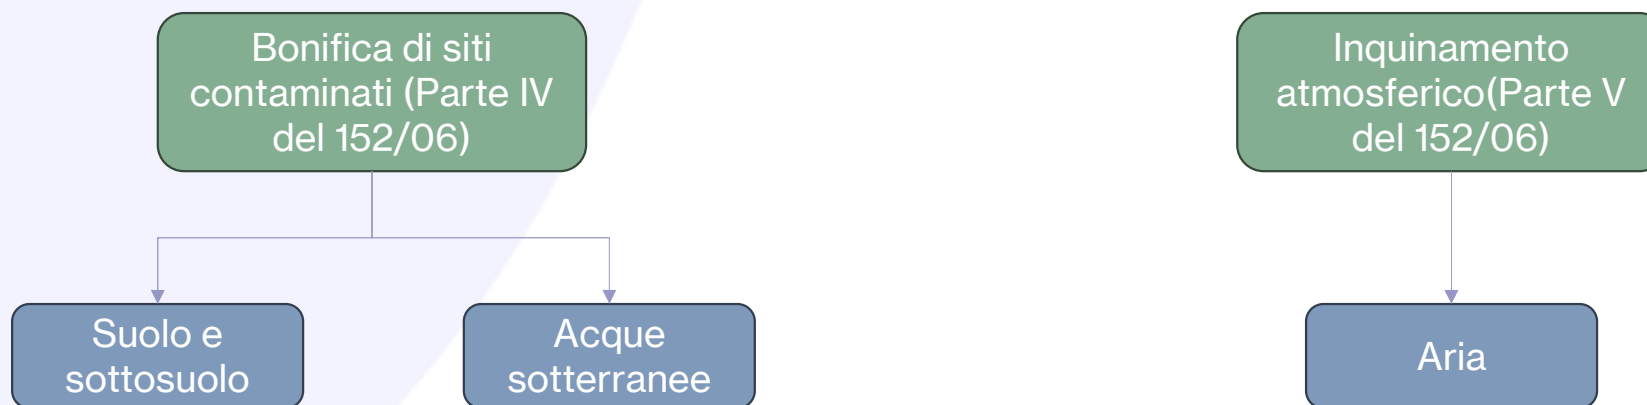 Bonifica di siti
contaminati (Parte IV
del 152/06)
Inquinamento
atmosferico(Parte V
del 152/06)
Suolo e
sottosuolo
Acque
sotterranee
Aria